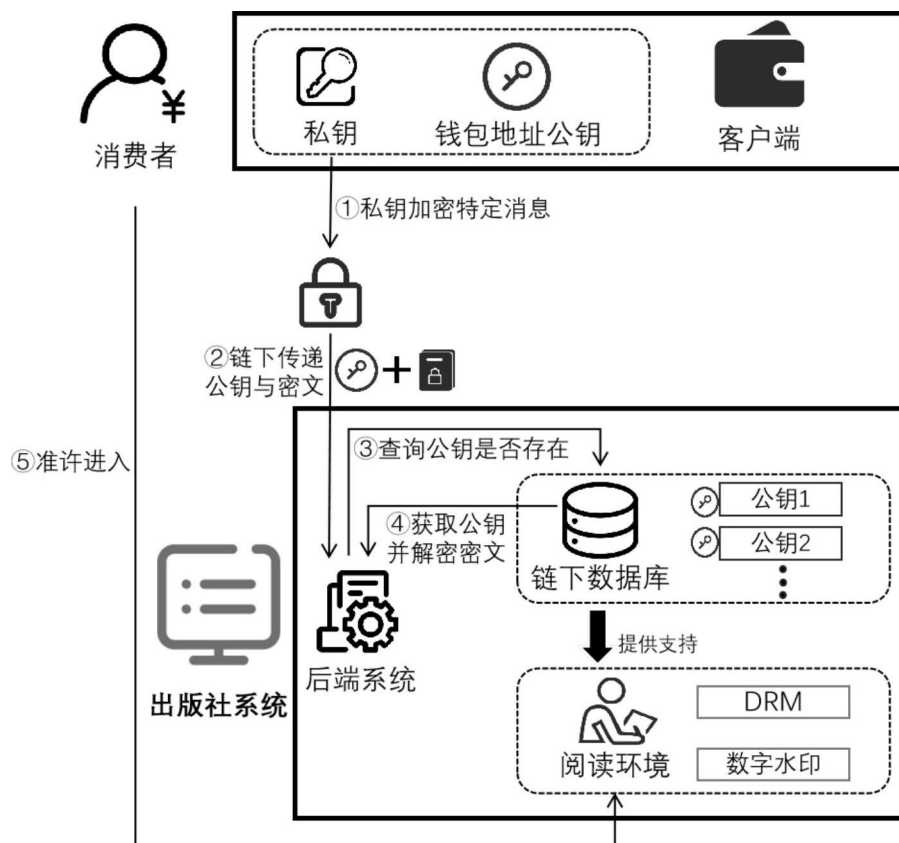 ¥
消费者
私钥
钱包地址公钥
客户端
①私钥加密特定消息
②链下传递
公钥与密文
③查询公钥是否存在
⑤准许进入
④获取公钥
并解密密文
公钥1
公钥2
链下数据库
提供支持
后端系统
出版社系统
DRM
阅读环境
数字水印